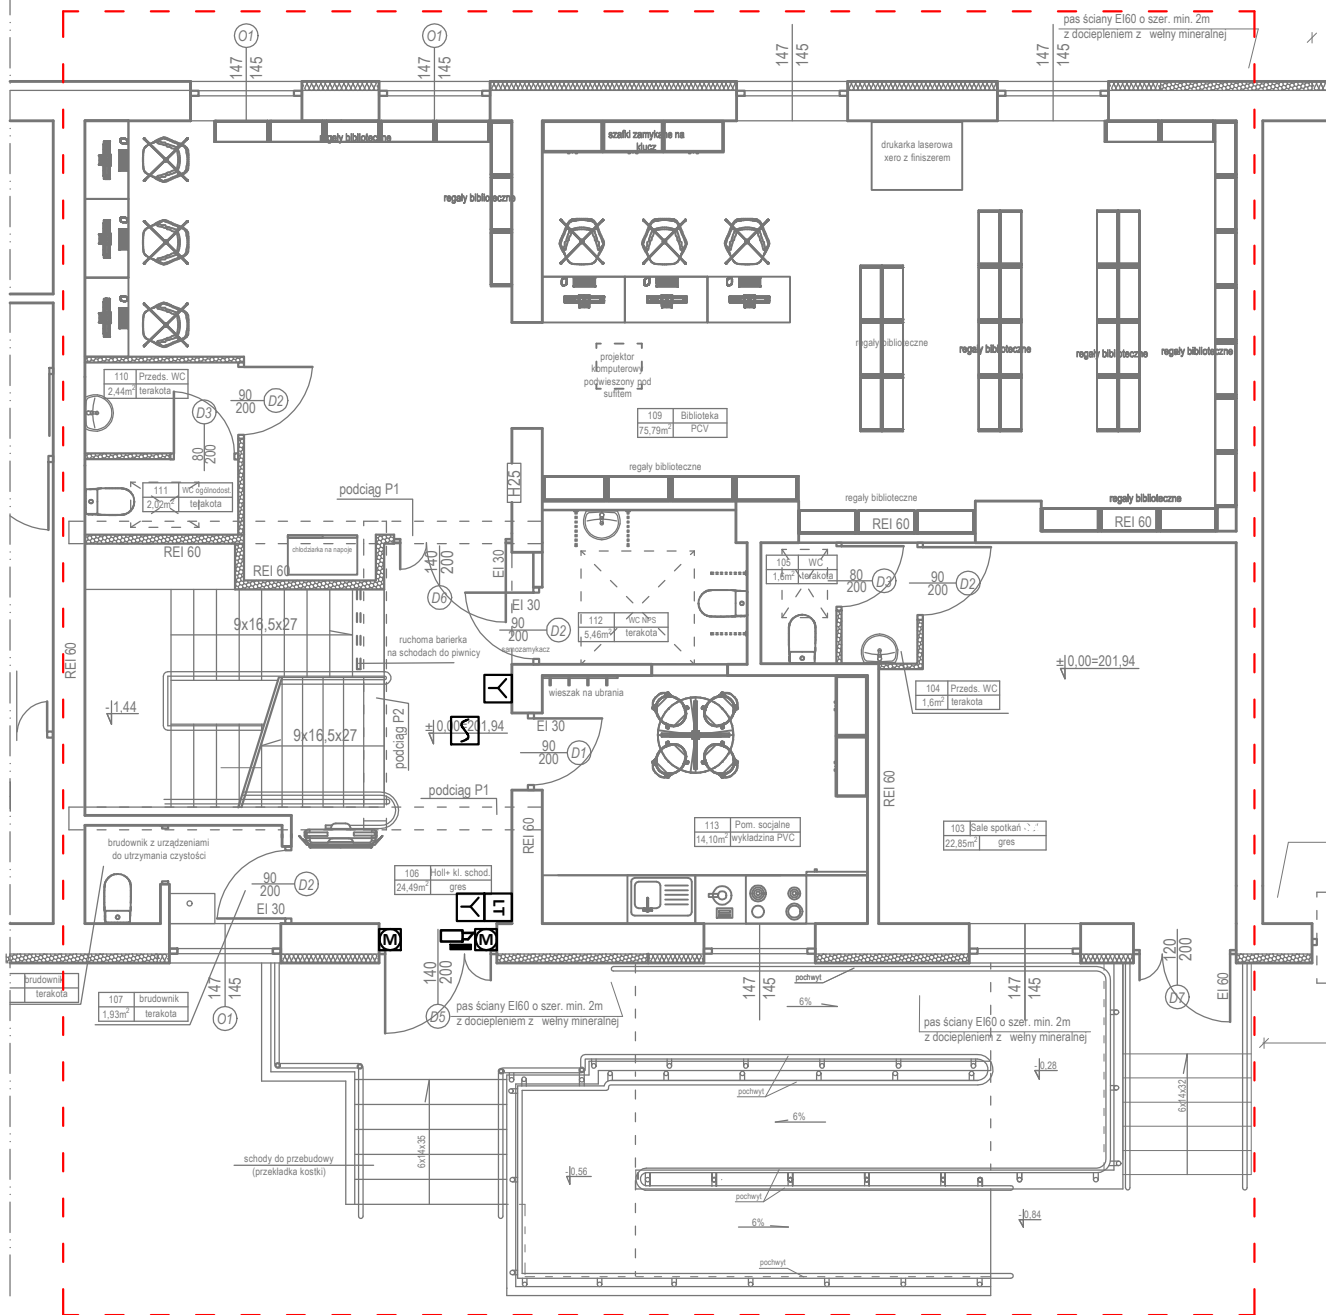 pas ściany EI60 o szer. min. 2m
z dociepleniem z wełny mineralnej
O1
O1
147
145
147
145
147
145
147
145
regały biblioteczne
szafki zamykane na
klucz
drukarka laserowa
xero z finiszerem
regały biblioteczne
projektor
komputerowy
podwieszony pod
sufitem
regały biblioteczne
regały biblioteczne
regały biblioteczne
regały biblioteczne
110 Przeds. WC
2,44m² terakota
90
200
D2
D3
80
200
109 Biblioteka
75,79m² PCV
111 WC ogólnodost.
2,02m² terakota
podciąg P1
H25
regały biblioteczne
regały biblioteczne
regały biblioteczne
REI 60
REI 60
REI 60
chłodziarka na napoje
REI 60
140
200
EI 30
D6
EI 30
90
200
D2
samozamykacz
112 WC NPS
5,46m² terakota
105 WC
1,6m² terakota
80
200
D3
90
200
D2
9x16,5x27
ruchoma barierka
na schodach do piwnicy
REI 60
±0,00=201,94
104 Przeds. WC
1,6m² terakota
wieszak na ubrania
-1,44
9x16,5x27
podciąg P2
±0,00=201,94
S
EI 30
90
200
D1
podciąg P1
REI 60
REI 60
brudownik z urządzeniami
do utrzymania czystości
113 Pom. socjalne
14,10m² wykładzina PVC
103 Sale spotkań
22,85m² gres
106 Holl+ kl. schod.
24,49m² gres
90
200
D2
EI 30
LT
M
M
brudownik
terakota
107 brudownik
1,93m² terakota
147
145
O1
140
200
D5
pas ściany EI60 o szer. min. 2m
z dociepleniem z wełny mineralnej
147
145
pochwyt
6%
147
145
pas ściany EI60 o szer. min. 2m
z dociepleniem z wełny mineralnej
120
200
D7
EI 60
-0,28
pochwyt
6%
6x14x32
6x14x35
schody do przebudowy
(przekładka kostki)
-0,56
pochwyt
6%
-0,84
pochwyt